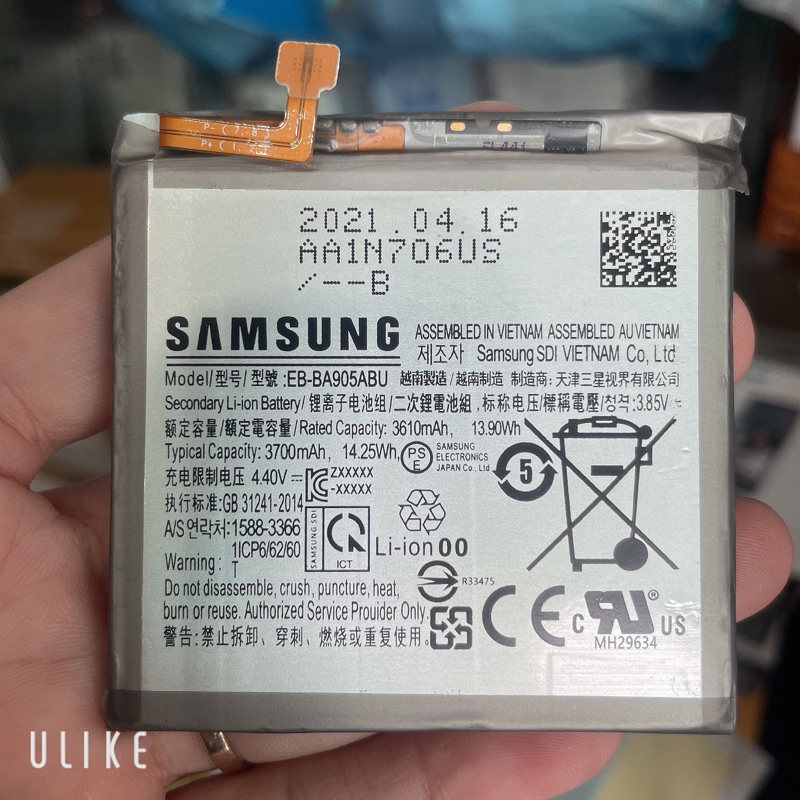 P- ( 7, 8 )
2021.04.16
AA1N706US
/--B
SAMSUNG
ASSEMBLED IN VIETNAM ASSEMBLED AU VIETNAM
제조자 Samsung SDI VIETNAM Co, Ltd
Model/型号/型號:EB-BA905ABU 越南製造/越南制造 制造商:天津三星视界有限公司
Secondary Li-ion Battery/锂离子电池组/二次鋰電池組,标称电压/標稱電壓/청격:3.85V⎓
额定容量/額定電容量/Rated Capacity: 3610mAh, 13.90Wh
Typical Capacity: 3700mAh, 14.25Wh
充电限制电压 4.40V⎓
执行标准:GB 31241-2014
A/S연락처:1588-3366
1ICP6/62/60
Warning: T
PS
E
SAMSUNG
ELECTRONICS
JAPAN Co., Ltd
5
ZXXXXX
-XXXXX
SAMSUNG SDI
ICT
Li-ion 00
R33475
Do not disassemble, crush, puncture, heat,
burn or reuse. Authorized Service Provider Only.
警告:禁止拆卸、穿刺、燃烧或重复使用。
CE
c RU® US
MH29634
ULIKE